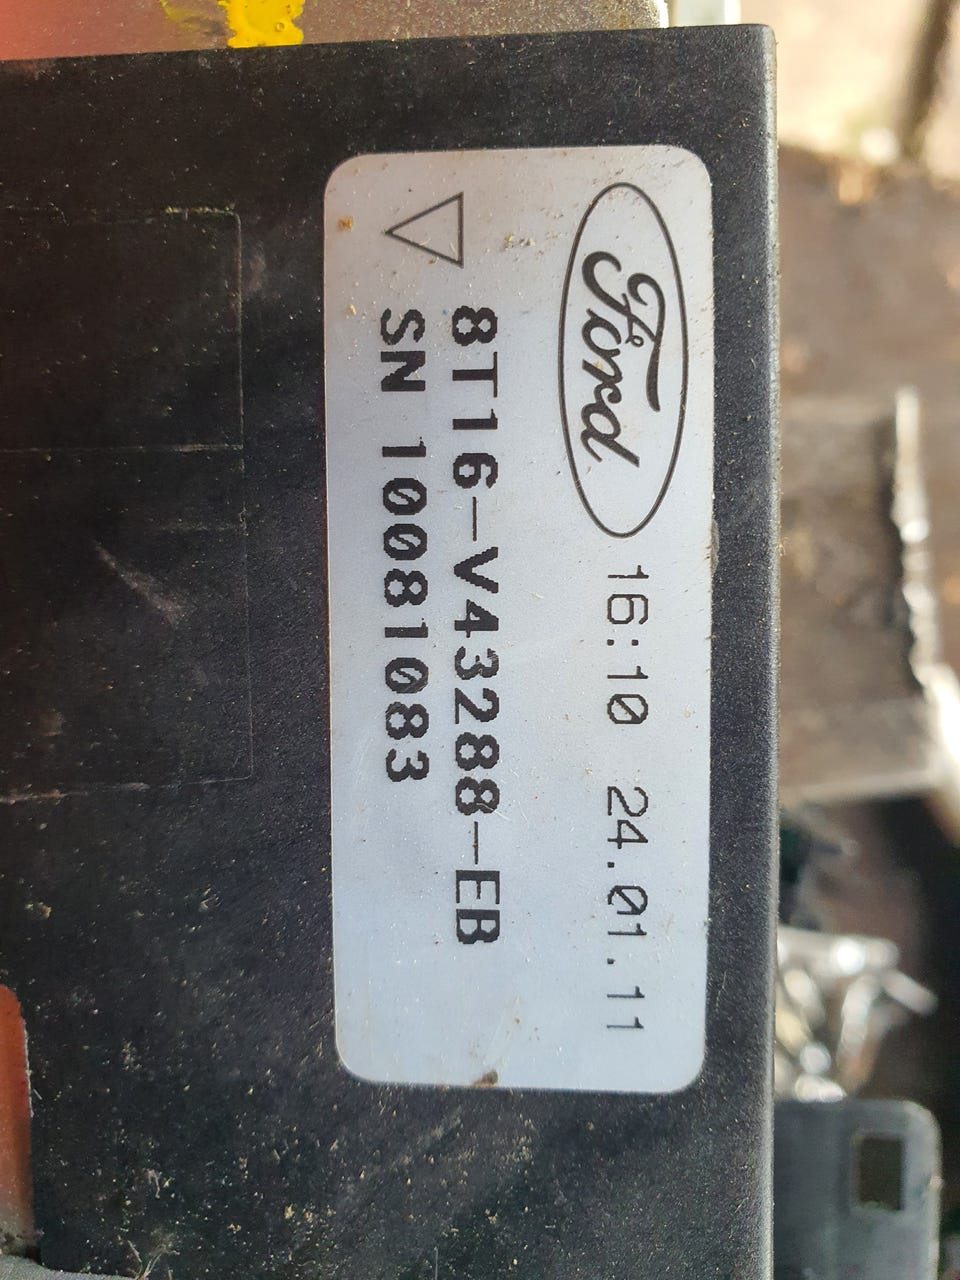 Ford 16:10 24.01.11
8T16-V43288-EB
SN 10081083